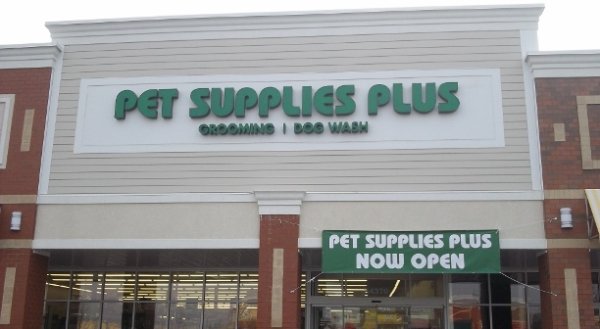 PET SUPPLIES PLUS
GROOMING | DOG WASH
PET SUPPLIES PLUS
NOW OPEN